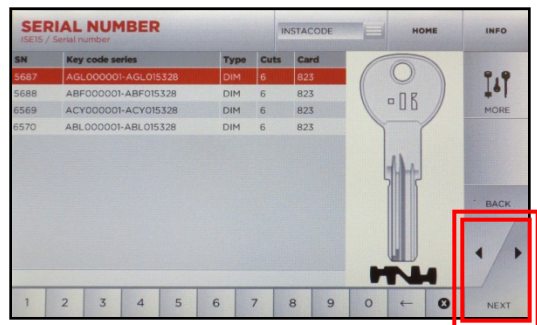 SERIAL NUMBER
ISE15 / Serial number
INSTACODE
HOME
INFO
SN Key code series Type Cuts Card
5687 AGL000001-AGL015328 DIM 6 823
5688 ABF000001-ABF015328 DIM 6 823
6569 ACY000001-ACY015328 DIM 6 823
6570 ABL000001-ABL015328 DIM 6 823
MORE
BACK
NEXT
1 2 3 4 5 6 7 8 9 0 ←